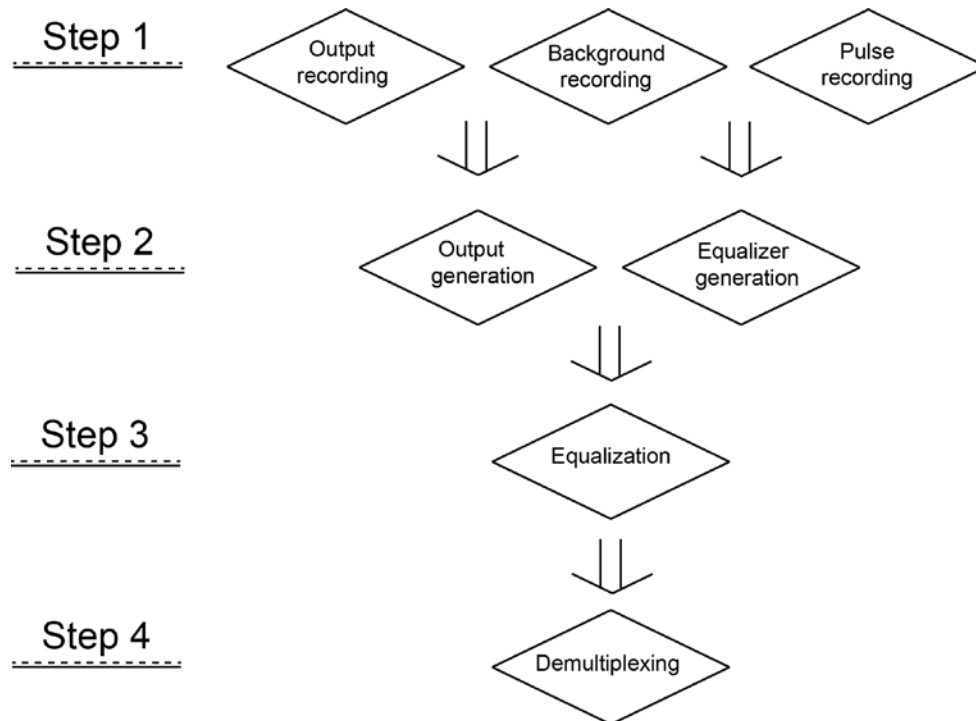 Step 1
Output
recording
Background
recording
Pulse
recording
Step 2
Output
generation
Equalizer
generation
Step 3
Equalization
Step 4
Demultiplexing